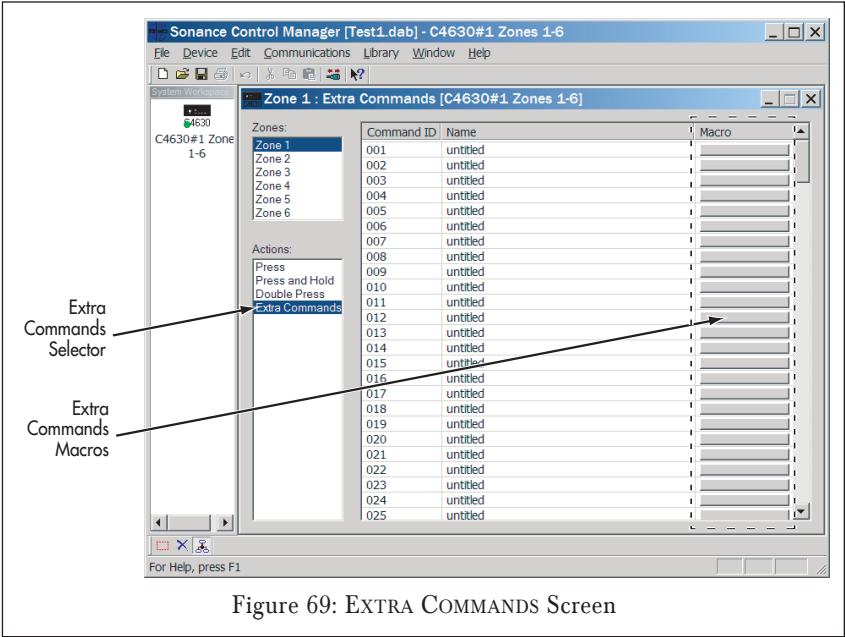 Sonance Control Manager [Test1.dab] - C4630#1 Zones 1-6
File Device Edit Communications Library Window Help
System Workspace
C4630
C4630#1 Zone
1-6
Zone 1 : Extra Commands [C4630#1 Zones 1-6]
Zones:
Zone 1
Zone 2
Zone 3
Zone 4
Zone 5
Zone 6
Actions:
Press
Press and Hold
Double Press
Extra Commands
Command ID Name Macro
001 untitled
002 untitled
003 untitled
004 untitled
005 untitled
006 untitled
007 untitled
008 untitled
009 untitled
010 untitled
011 untitled
012 untitled
013 untitled
014 untitled
015 untitled
016 untitled
017 untitled
018 untitled
019 untitled
020 untitled
021 untitled
022 untitled
023 untitled
024 untitled
025 untitled
Extra
Commands
Selector
Extra
Commands
Macros
For Help, press F1
Figure 69: EXTRA COMMANDS Screen